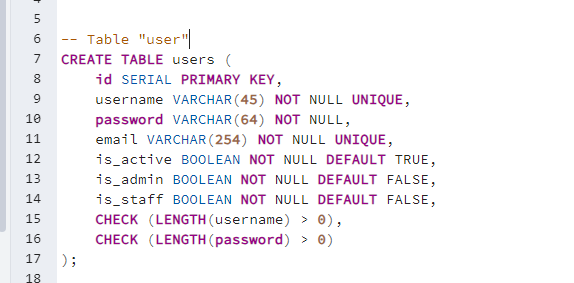 5
6 -- Table "user"
7 CREATE TABLE users (
8 id SERIAL PRIMARY KEY,
9 username VARCHAR(45) NOT NULL UNIQUE,
10 password VARCHAR(64) NOT NULL,
11 email VARCHAR(254) NOT NULL UNIQUE,
12 is_active BOOLEAN NOT NULL DEFAULT TRUE,
13 is_admin BOOLEAN NOT NULL DEFAULT FALSE,
14 is_staff BOOLEAN NOT NULL DEFAULT FALSE,
15 CHECK (LENGTH(username) > 0),
16 CHECK (LENGTH(password) > 0)
17 );
18